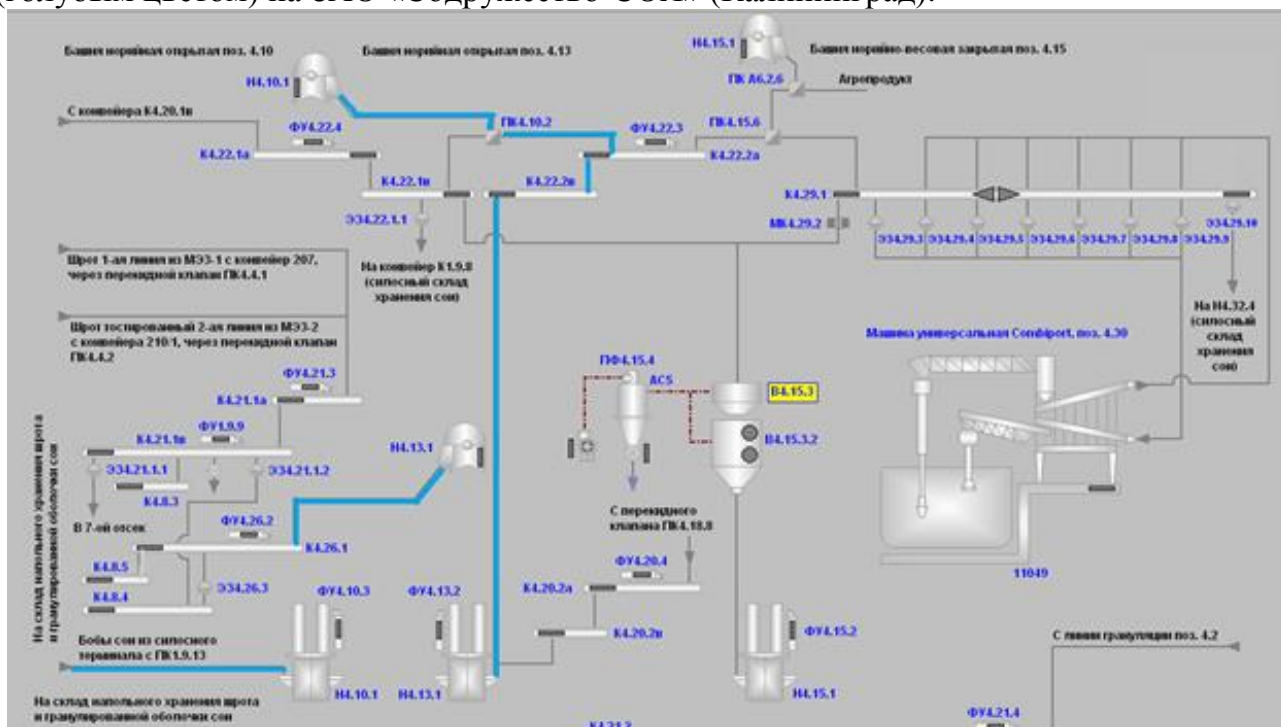 (голубым цветом) на ЗАО «Содружество-СОЯ» (Калининград).
Башня норийная открытая поз. 4.10
Башня норийная открытая поз. 4.13
Н4.15.1
Башня норийно-весовая закрытая поз. 4.15
Н4.10.1
ПК А6.2.6
Агропродукт
С конвейера К4.20.1в
ФУ4.22.4
ПК4.10.2
ФУ4.22.3
ПК4.15.6
К4.22.1а
К4.22.2а
К4.22.1в
К4.22.2в
К4.29.1
ЭЗ4.22.1.1
МК4.29.2
ЭЗ4.29.3
ЭЗ4.29.4
ЭЗ4.29.5
ЭЗ4.29.6
ЭЗ4.29.7
ЭЗ4.29.8
ЭЗ4.29.9
ЭЗ4.29.10
Шрот 1-ая линия из МЭЗ-1 с конвейер 207,
через перекидной клапан ПК4.4.1
На конвейер К1.9.8
(силосный склад
хранения сои)
На Н4.32.4
(силосный
склад
хранения
сои)
Шрот тостированный 2-ая линия из МЭЗ-2
с конвейера 210/1, через перекидной клапан
ПК4.4.2
Машина универсальная Combiport, поз. 4.30
ФУ4.21.3
ПФ4.15.4
АС5
К4.21.1а
В4.15.3
ФУ1.9.9
К4.21.1в
Н4.13.1
В4.15.3.2
ЭЗ4.21.1.1
ЭЗ4.21.1.2
К4.8.3
В 7-ой отсек
ФУ4.26.2
С перекидного
клапана ПК4.18.8
К4.26.1
К4.8.5
ФУ4.20.4
11049
К4.8.4
ЭЗ4.26.3
ФУ4.10.3
ФУ4.13.2
К4.20.2а
На склад напольного хранения шрота
и гранулированной оболочки сои
К4.20.2в
ФУ4.15.2
Бобы сои из силосного
терминала с ПК1.9.13
С линии грануляции поз. 4.2
Н4.10.1
Н4.13.1
Н4.15.1
На склад напольного хранения шрота
и гранулированной оболочки сои
ФУ4.21.4